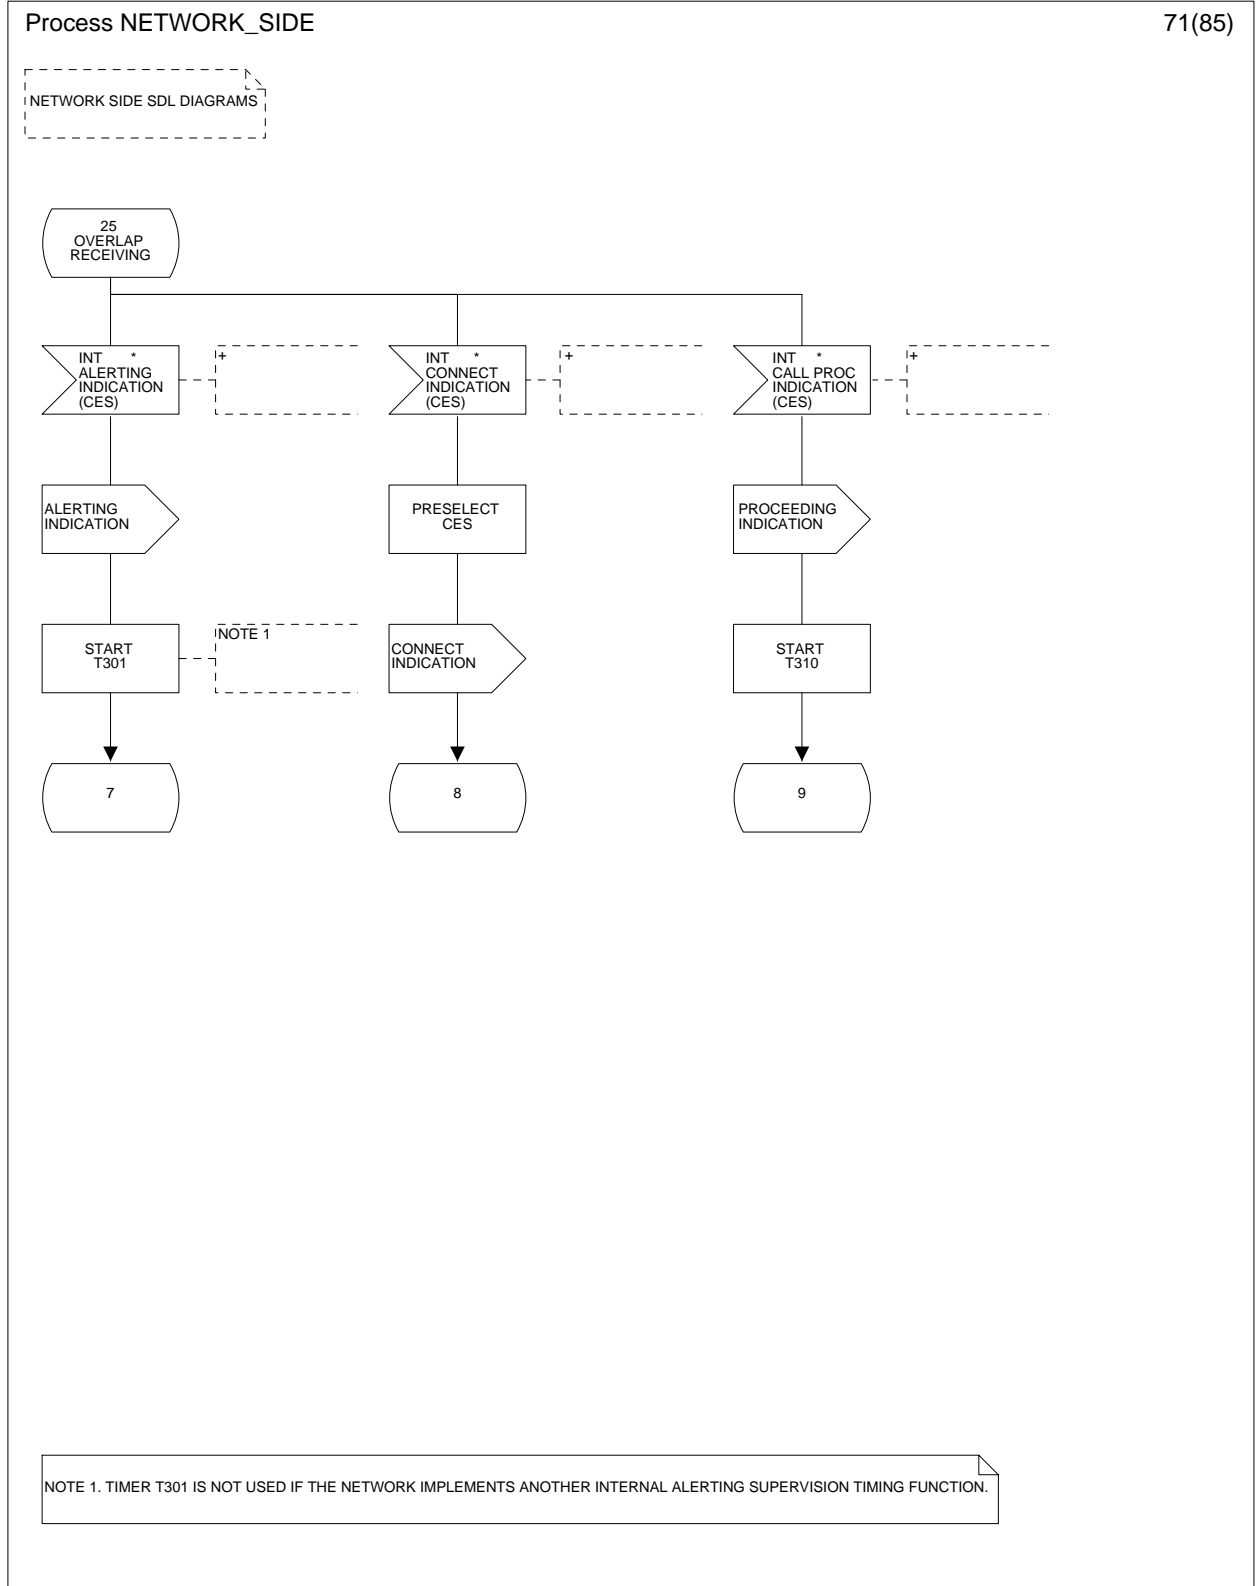 Process NETWORK_SIDE
71(85)
NETWORK SIDE SDL DIAGRAMS
25
OVERLAP
RECEIVING
INT *
ALERTING
INDICATION
(CES)
+
INT *
CONNECT
INDICATION
(CES)
+
INT *
CALL PROC
INDICATION
(CES)
+
ALERTING
INDICATION
PRESELECT
CES
PROCEEDING
INDICATION
START
T301
NOTE 1
CONNECT
INDICATION
START
T310
7
8
9
NOTE 1. TIMER T301 IS NOT USED IF THE NETWORK IMPLEMENTS ANOTHER INTERNAL ALERTING SUPERVISION TIMING FUNCTION.